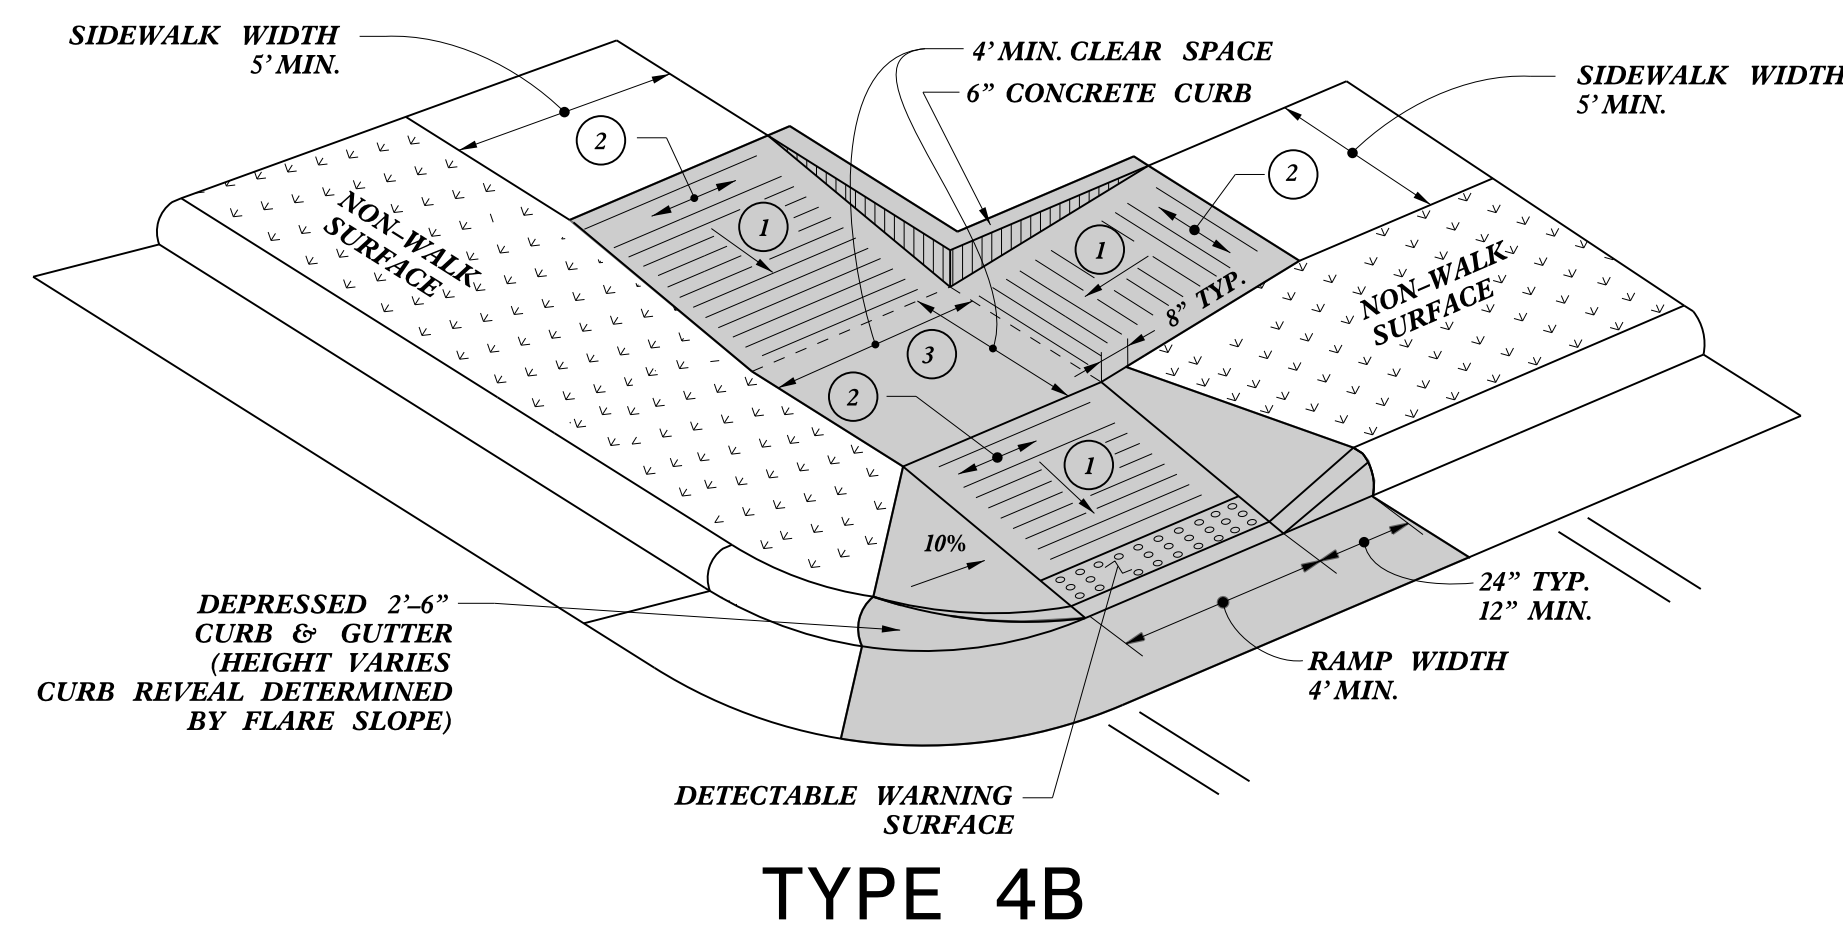 SIDEWALK WIDTH
5' MIN.
4' MIN. CLEAR SPACE
6" CONCRETE CURB
SIDEWALK WIDTH
5' MIN.
2
2
1
1
NON–WALK
SURFACE
NON–WALK
SURFACE
8" TYP.
3
2
1
10%
DEPRESSED 2'–6"
CURB & GUTTER
(HEIGHT VARIES
CURB REVEAL DETERMINED
BY FLARE SLOPE)
24" TYP.
12" MIN.
RAMP WIDTH
4' MIN.
DETECTABLE WARNING
SURFACE
TYPE 4B